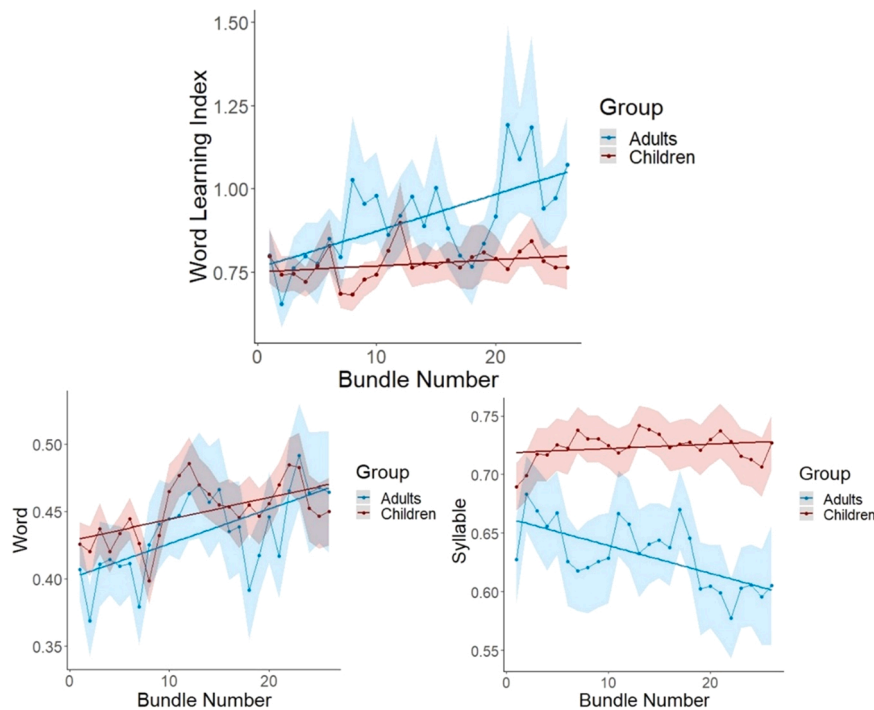 Word Learning Index
1.50
1.25
1.00
0.75
0
10
20
Bundle Number
Group
Adults
Children
Word
0.50
0.45
0.40
0.35
0
10
20
Bundle Number
Group
Adults
Children
Syllable
0.75
0.70
0.65
0.60
0.55
0
10
20
Bundle Number
Group
Adults
Children